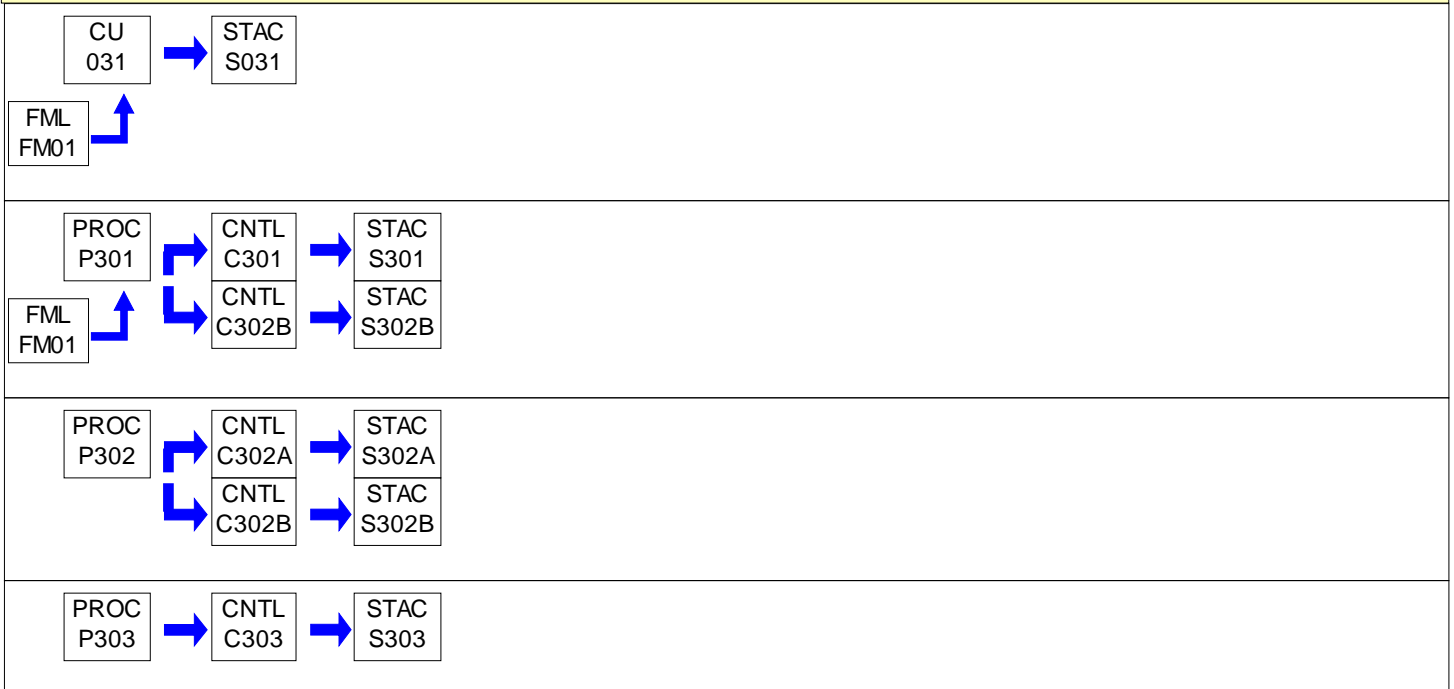 CU
031
STAC
S031
FML
FM01
PROC
P301
CNTL
C301
STAC
S301
CNTL
C302B
STAC
S302B
FML
FM01
PROC
P302
CNTL
C302A
STAC
S302A
CNTL
C302B
STAC
S302B
PROC
P303
CNTL
C303
STAC
S303